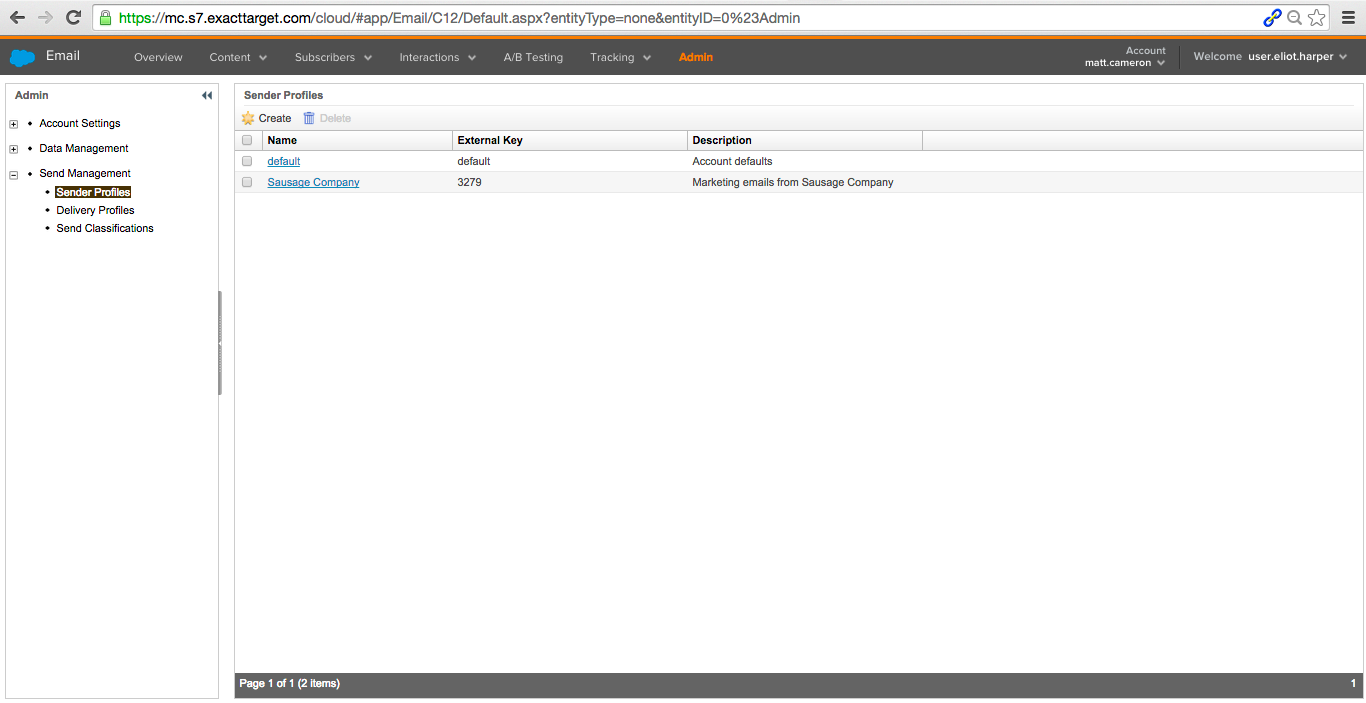 https://mc.s7.exacttarget.com/cloud/#app/Email/C12/Default.aspx?entityType=none&entityID=0%23Admin
Email Overview Content Subscribers Interactions A/B Testing Tracking Admin Account matt.cameron Welcome user.eliot.harper
Admin
Account Settings
Data Management
Send Management
Sender Profiles
Delivery Profiles
Send Classifications
Sender Profiles
Create Delete
Name External Key Description
default default Account defaults
Sausage Company 3279 Marketing emails from Sausage Company
Page 1 of 1 (2 items) 1